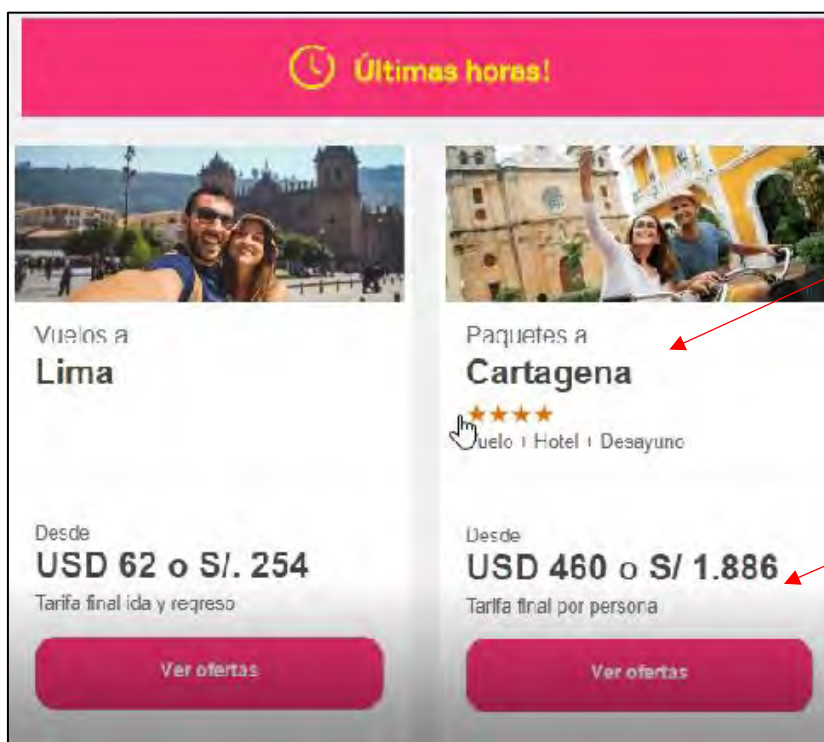 Últimas horas!
Vuelos a
Lima
Desde
USD 62 o S/. 254
Tarifa final ida y regreso
Ver ofertas
Paquetes a
Cartagena
Vuelo + Hotel + Desayuno
Desde
USD 460 o S/ 1.886
Tarifa final por persona
Ver ofertas